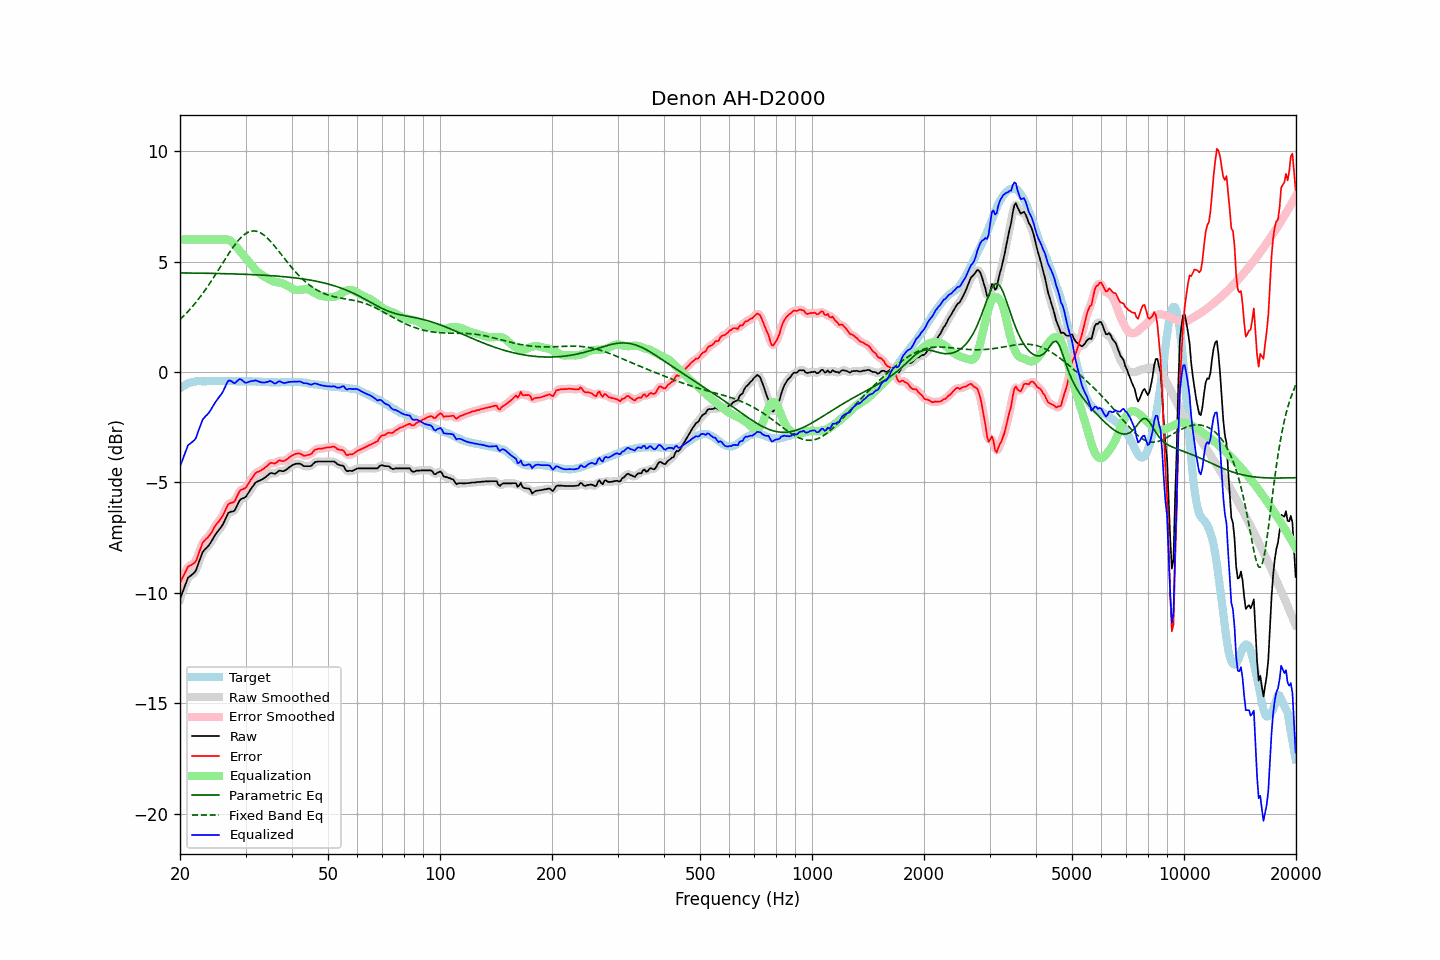 Denon AH-D2000
Amplitude (dBr)
10
5
0
−5
−10
−15
−20
Target
Raw Smoothed
Error Smoothed
Raw
Error
Equalization
Parametric Eq
Fixed Band Eq
Equalized
20 50 100 200 500 1000 2000 5000 10000 20000
Frequency (Hz)